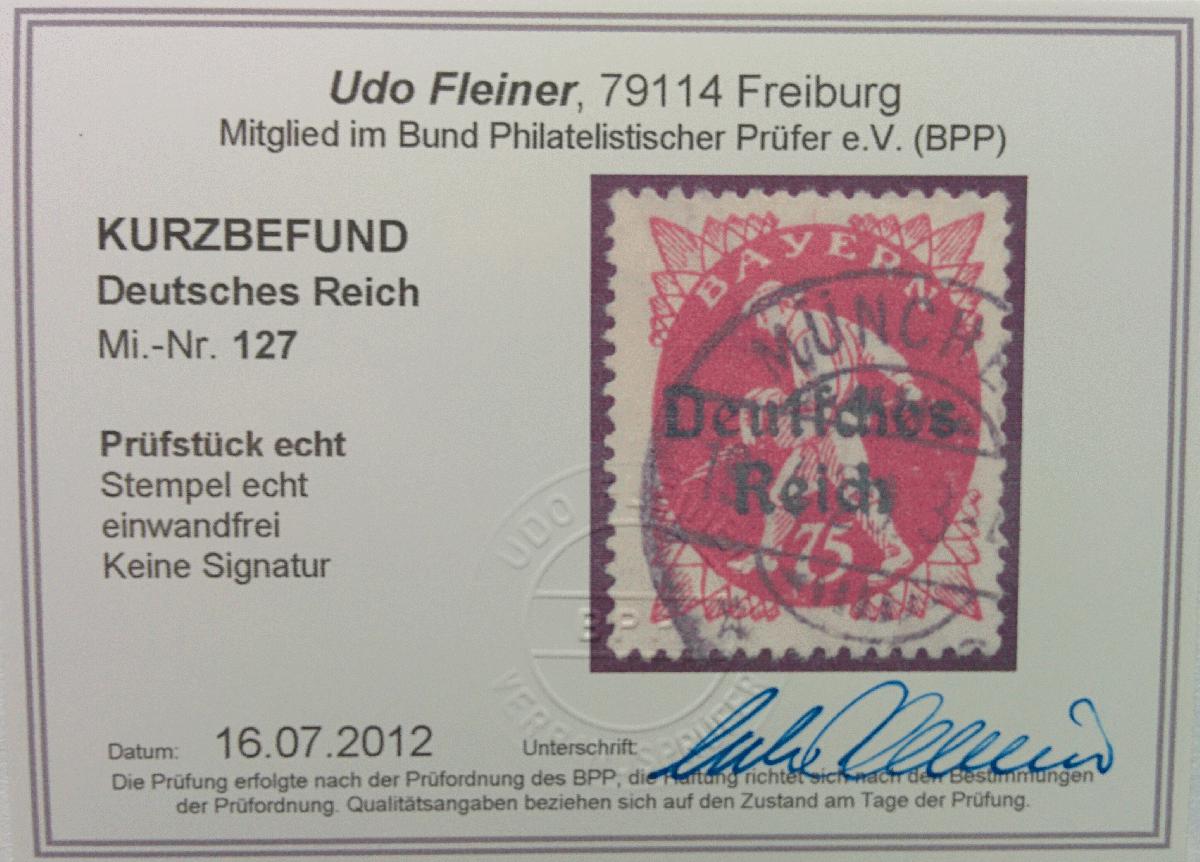 Udo Fleiner, 79114 Freiburg
Mitglied im Bund Philatelistischer Prüfer e.V. (BPP)
KURZBEFUND
Deutsches Reich
Mi.-Nr. 127
Prüfstück echt
Stempel echt
einwandfrei
Keine Signatur
BAYERN
MÜNCHE
Deutsches
Reich
75
UDO
BPP
Datum: 16.07.2012 Unterschrift:
Die Prüfung erfolgte nach der Prüfordnung des BPP, die Haftung richtet sich nach den Bestimmungen
der Prüfordnung. Qualitätsangaben beziehen sich auf den Zustand am Tage der Prüfung.